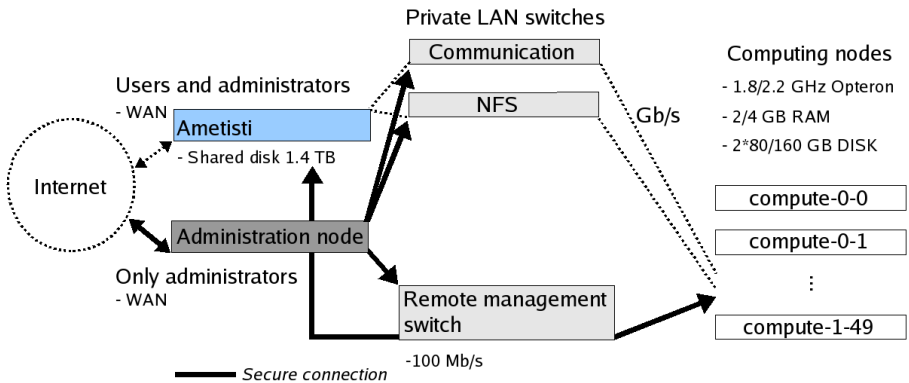 Private LAN switches
Communication
NFS
Users and administrators
- WAN
Ametisti
- Shared disk 1.4 TB
Internet
Administration node
Only administrators
- WAN
Remote management
switch
-100 Mb/s
Secure connection
Gb/s
Computing nodes
- 1.8/2.2 GHz Opteron
- 2/4 GB RAM
- 2*80/160 GB DISK
compute-0-0
compute-0-1
...
compute-1-49